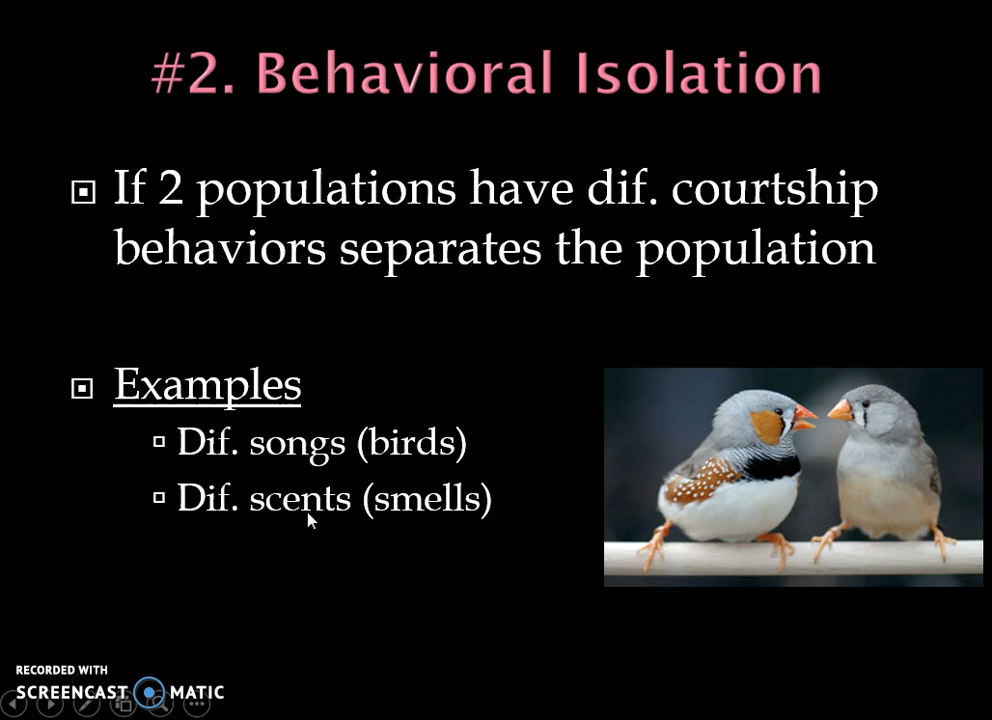 #2. Behavioral Isolation
If 2 populations have dif. courtship
behaviors separates the population
Examples
Dif. songs (birds)
Dif. scents (smells)
RECORDED WITH
SCREENCAST MATIC